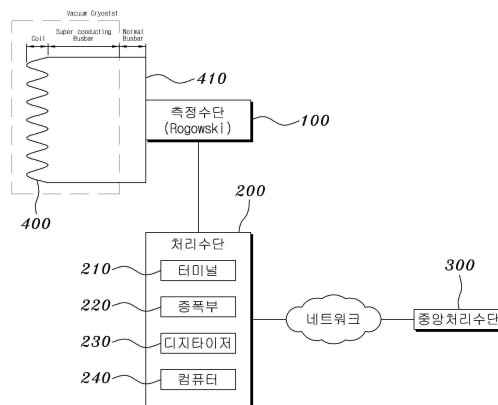 Vacuum Cryostst
Goil
Super conducting
Busbar
Normal
Busbar
410
측정수단
(Rogowski)
100
400
200
처리수단
210
터미널
220
증폭부
230
디지타이저
240
컴퓨터
네트워크
300
중앙처리수단